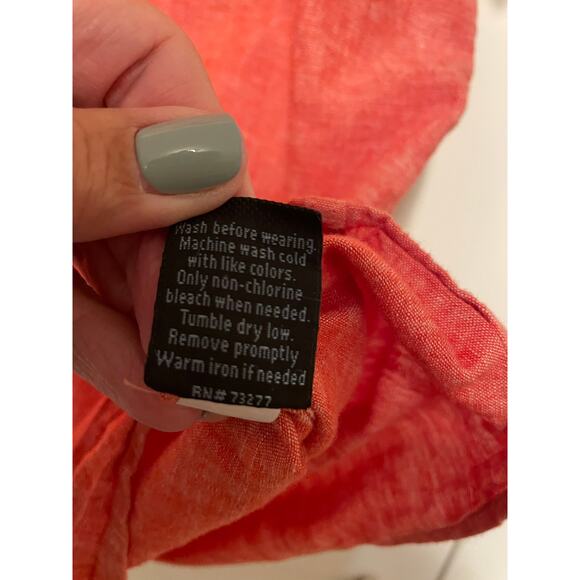 Wash before wearing.
Machine wash cold
with like colors.
Only non-chlorine
bleach when needed.
Tumble dry low.
Remove promptly
Warm iron if needed
RN# 73277